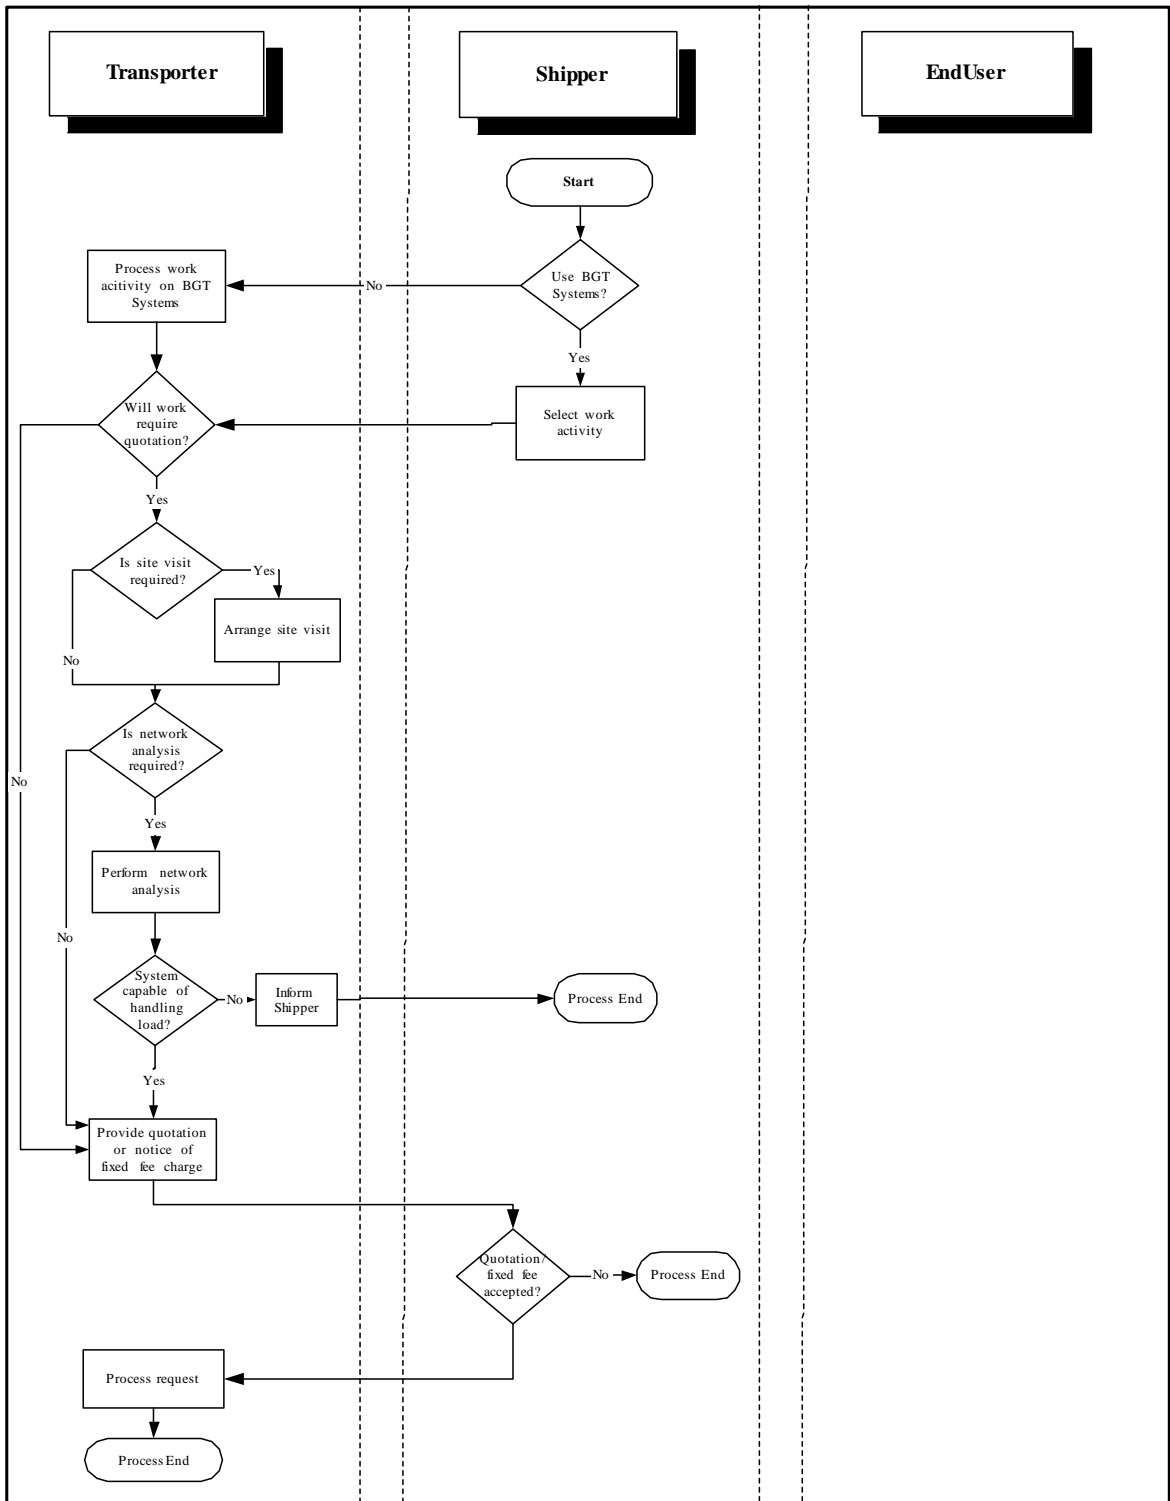 Transporter
Shipper
EndUser
Start
Process work
acitivity on BGT
Systems
No
Use BGT
Systems?
Yes
Will work
require
quotation?
Select work
activity
Yes
Is site visit
required?
Yes
Arrange site visit
No
Is network
analysis
required?
No
Yes
Perform network
analysis
No
System
capable of
handling
load?
No
Inform
Shipper
Process End
Yes
Provide quotation
or notice of
fixed fee charge
Quotation/
fixed fee
accepted?
No
Process End
Process request
Process End